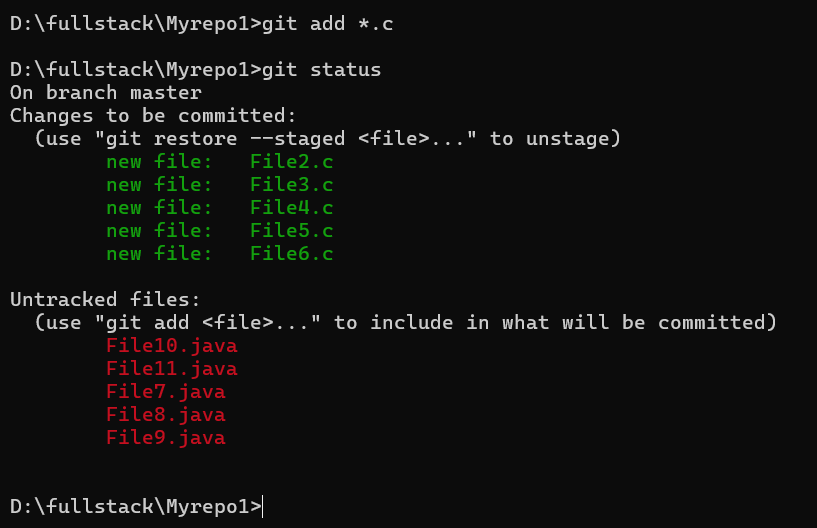 D:\fullstack\Myrepo1>git add *.c
D:\fullstack\Myrepo1>git status
On branch master
Changes to be committed:
  (use "git restore --staged <file>..." to unstage)
        new file:   File2.c
        new file:   File3.c
        new file:   File4.c
        new file:   File5.c
        new file:   File6.c
Untracked files:
  (use "git add <file>..." to include in what will be committed)
        File10.java
        File11.java
        File7.java
        File8.java
        File9.java
D:\fullstack\Myrepo1>